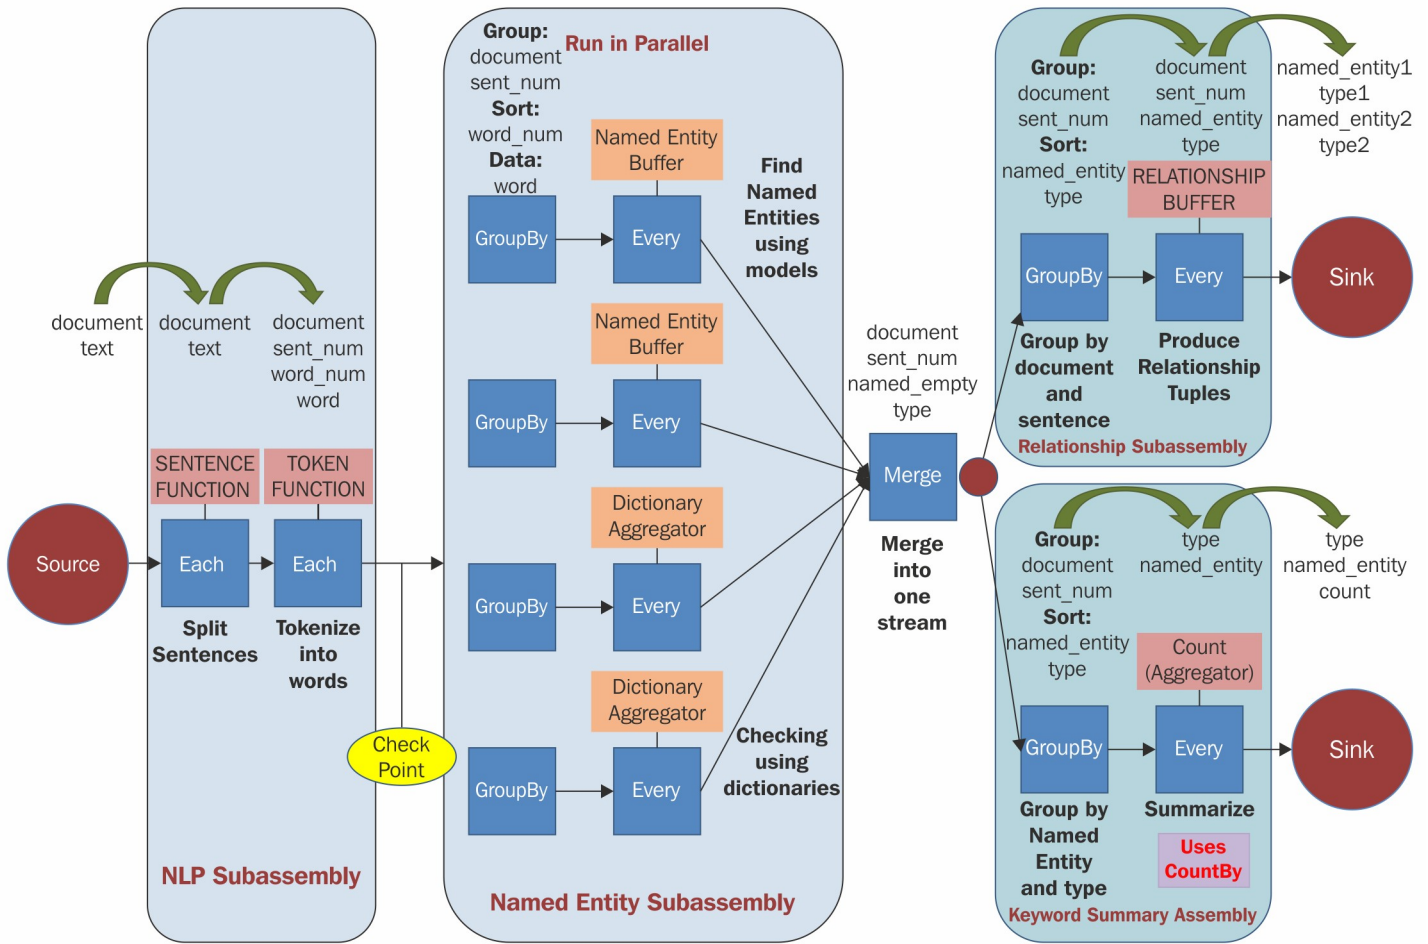 document
text
document
text
document
sent_num
word_num
word
Source
SENTENCE
FUNCTION
TOKEN
FUNCTION
Each
Each
Split
Sentences
Tokenize
into
words
Check
Point
NLP Subassembly
Group:
document
sent_num
Sort:
word_num
Data:
word
Run in Parallel
Named Entity
Buffer
GroupBy
Every
Find
Named
Entities
using
models
Named Entity
Buffer
GroupBy
Every
Dictionary
Aggregator
GroupBy
Every
Dictionary
Aggregator
GroupBy
Every
Checking
using
dictionaries
Named Entity Subassembly
document
sent_num
named_empty
type
Merge
Merge
into
one
stream
Group:
document
sent_num
Sort:
named_entity
type
document
sent_num
named_entity
type
named_entity1
type1
named_entity2
type2
RELATIONSHIP
BUFFER
GroupBy
Every
Sink
Group by
document
and
sentence
Produce
Relationship
Tuples
Relationship Subassembly
Group:
document
sent_num
Sort:
named_entity
type
type
named_entity
type
named_entity
count
Count
(Aggregator)
GroupBy
Every
Sink
Group by
Named
Entity
and type
Summarize
Uses
CountBy
Keyword Summary Assembly